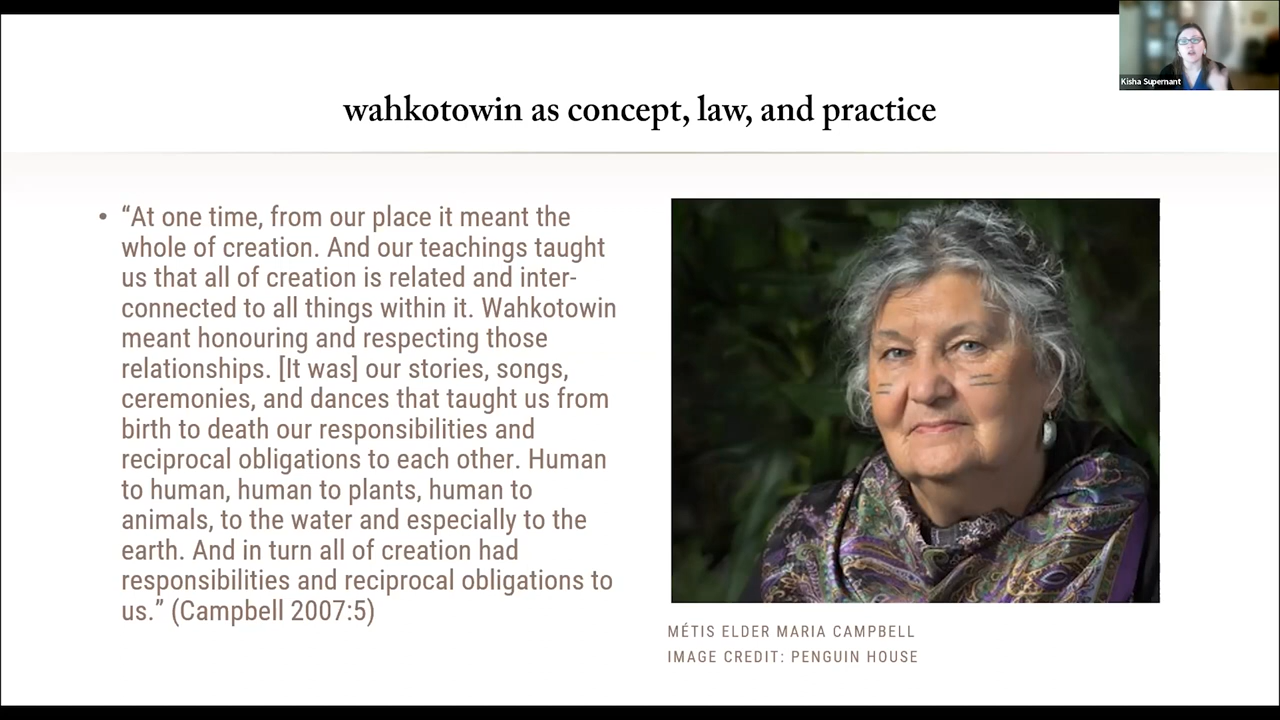 Kisha Supernant
wahkotowin as concept, law, and practice
• “At one time, from our place it meant the
whole of creation. And our teachings taught
us that all of creation is related and inter-
connected to all things within it. Wahkotowin
meant honouring and respecting those
relationships. [It was] our stories, songs,
ceremonies, and dances that taught us from
birth to death our responsibilities and
reciprocal obligations to each other. Human
to human, human to plants, human to
animals, to the water and especially to the
earth. And in turn all of creation had
responsibilities and reciprocal obligations to
us.” (Campbell 2007:5)
MÉTIS ELDER MARIA CAMPBELL
IMAGE CREDIT: PENGUIN HOUSE